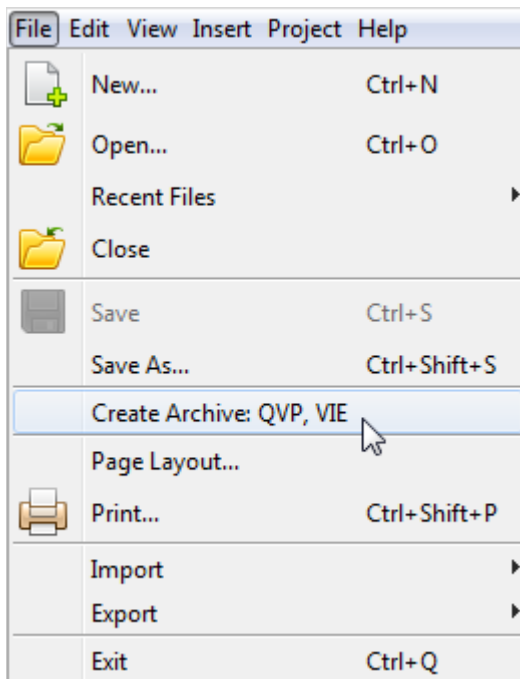 File Edit View Insert Project Help
New... Ctrl+N
Open... Ctrl+O
Recent Files
Close
Save Ctrl+S
Save As... Ctrl+Shift+S
Create Archive: QVP, VIE
Page Layout...
Print... Ctrl+Shift+P
Import
Export
Exit Ctrl+Q